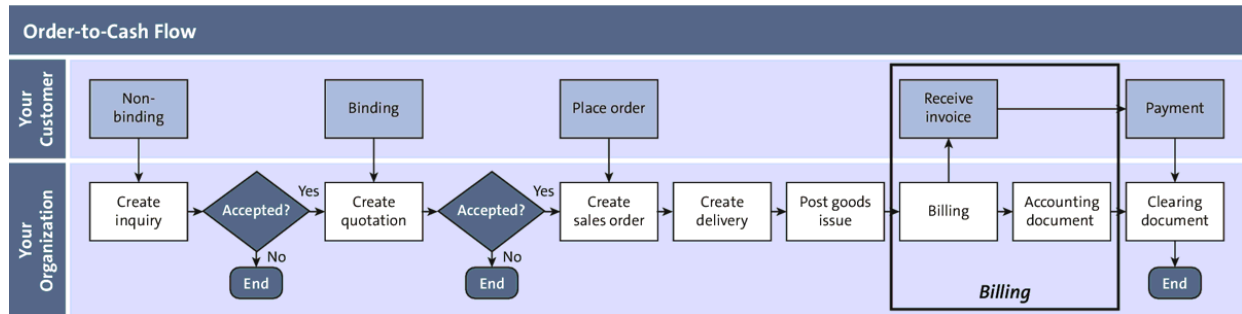 Order-to-Cash Flow
Your
Customer
Non-
binding
Binding
Place order
Receive
invoice
Payment
Your
Organization
Create
inquiry
Accepted?
Yes
No
End
Create
quotation
Accepted?
Yes
No
End
Create
sales order
Create
delivery
Post goods
issue
Billing
Accounting
document
Billing
Clearing
document
End